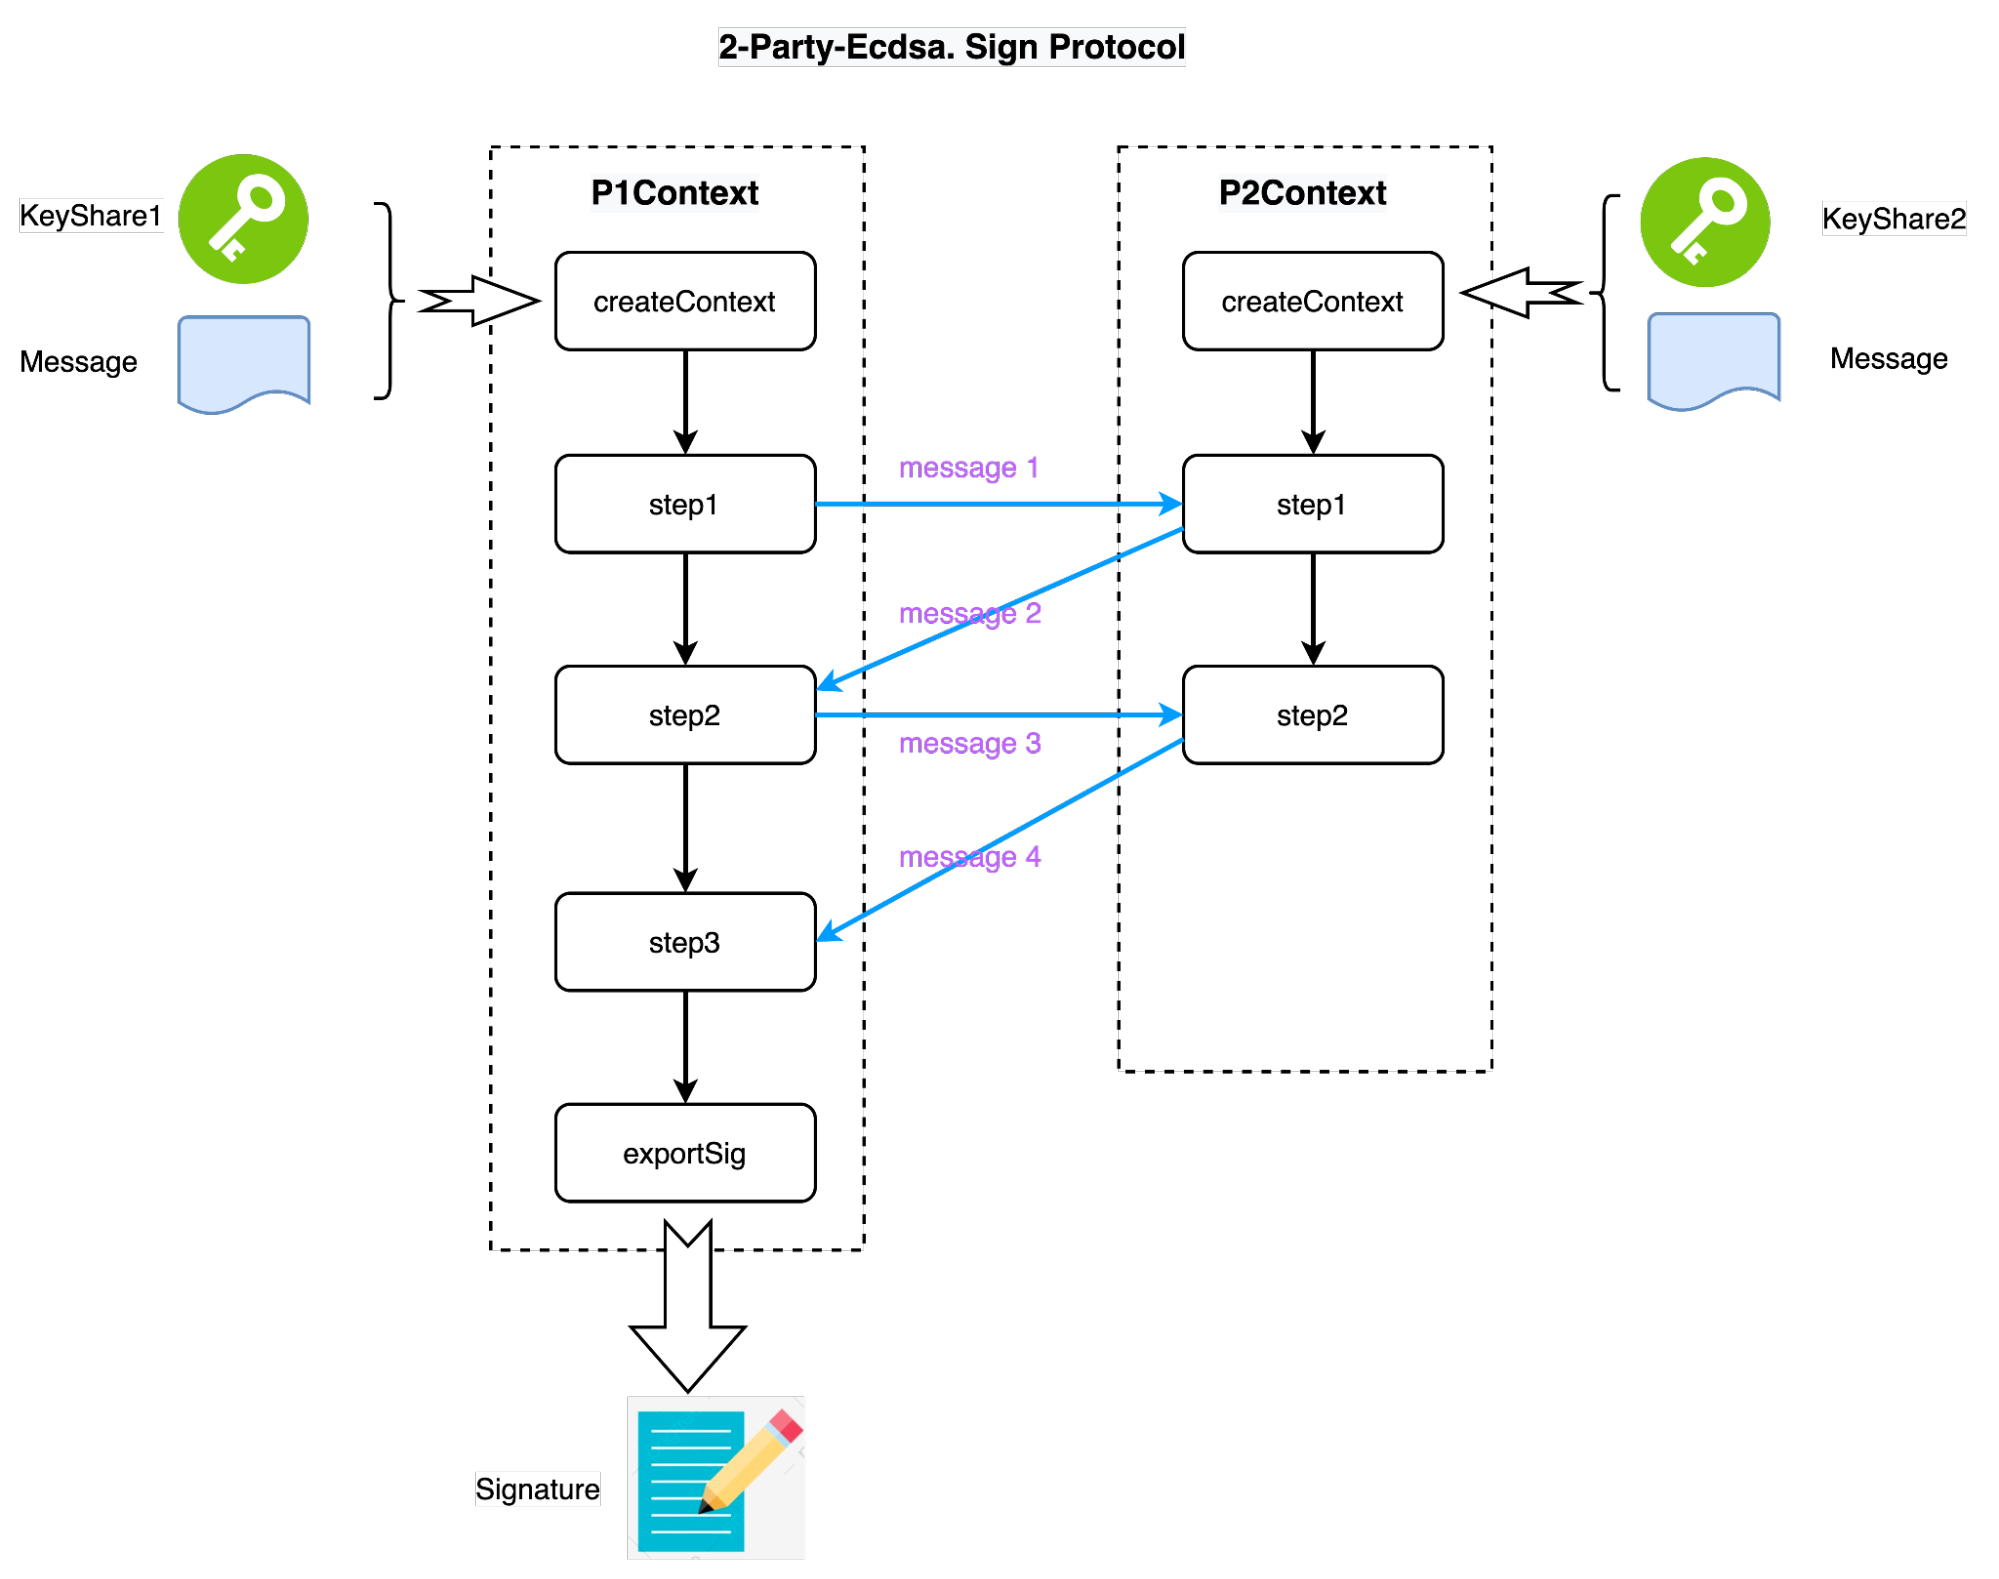 2-Party-Ecdsa. Sign Protocol
P1Context
P2Context
KeyShare1
KeyShare2
createContext
createContext
Message
Message
message 1
step1
step1
message 2
step2
step2
message 3
message 4
step3
exportSig
Signature